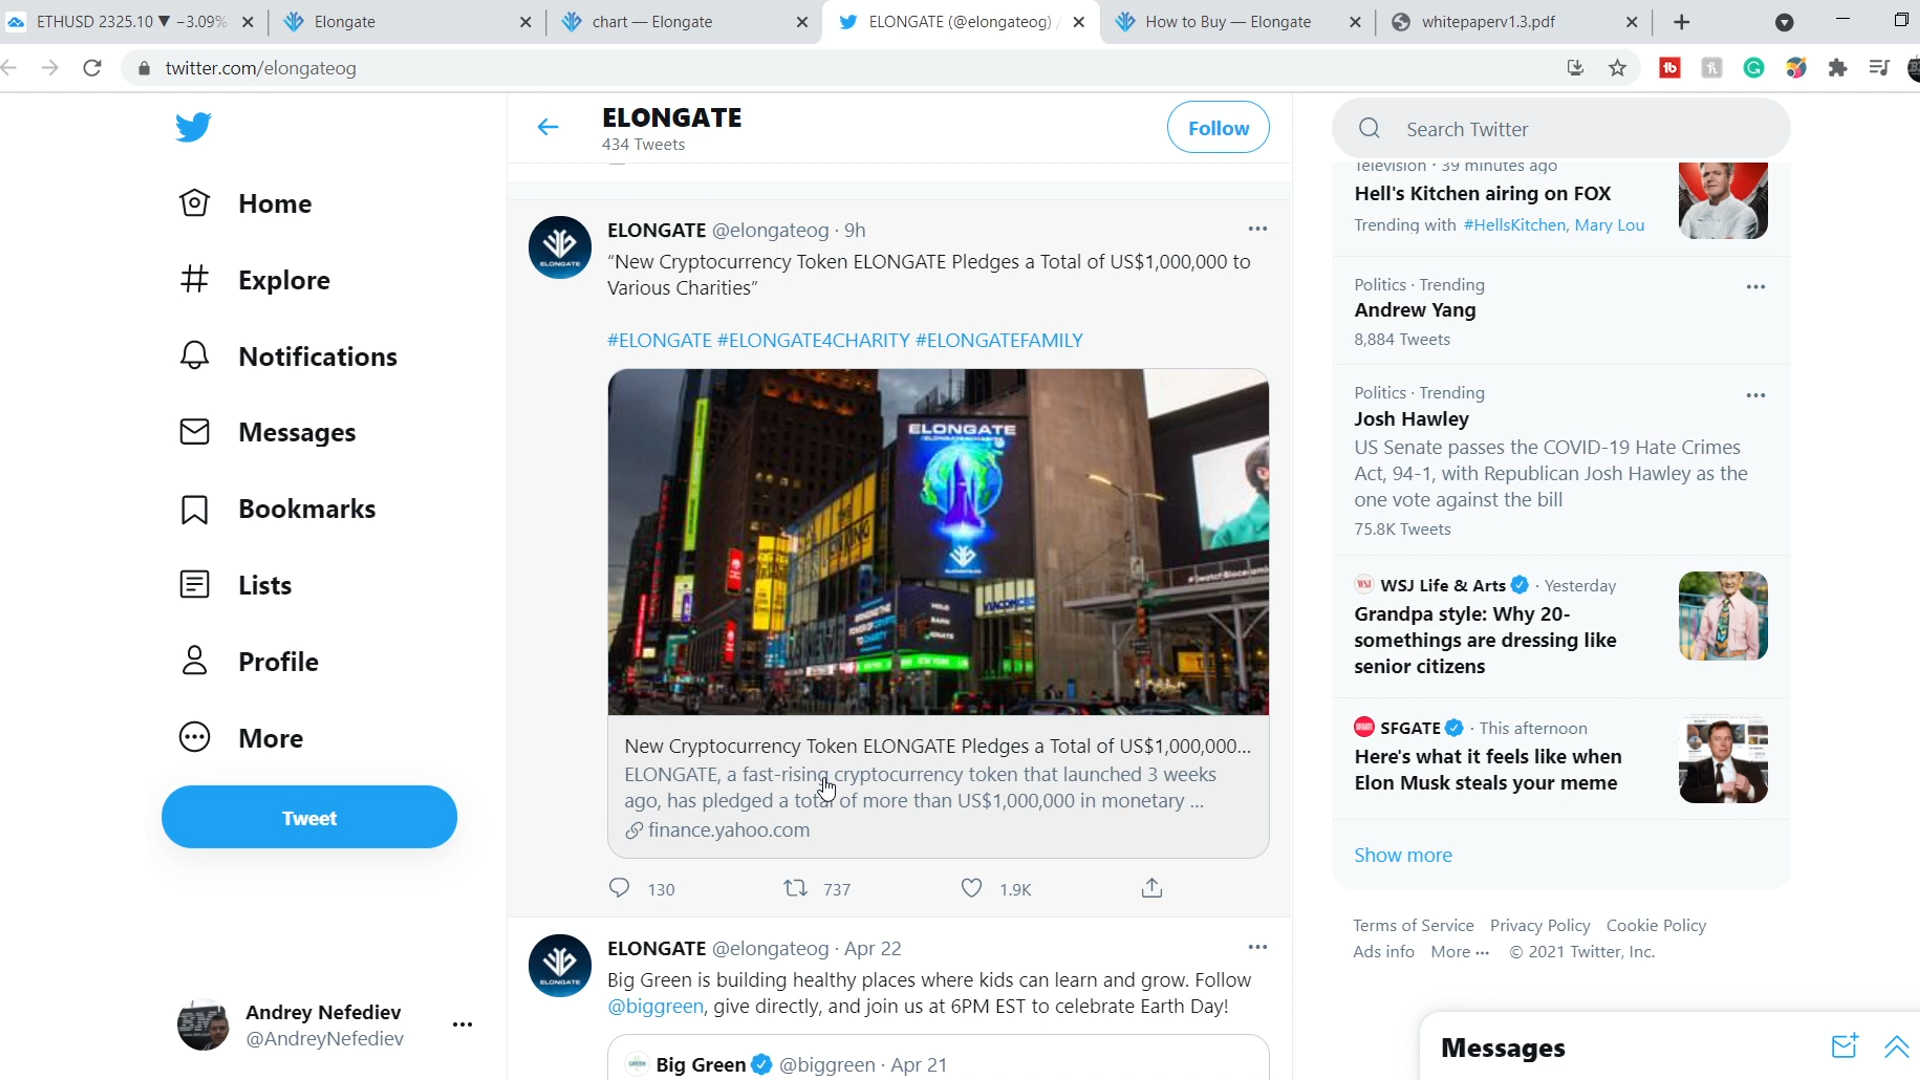 ETHUSD 2325.10 ▼ −3.09%
Elongate
chart — Elongate
ELONGATE (@elongateog) /
How to Buy — Elongate
whitepaperv1.3.pdf
twitter.com/elongateog
Home
Explore
Notifications
Messages
Bookmarks
Lists
Profile
More
Tweet
Andrey Nefediev
@AndreyNefediev
ELONGATE
434 Tweets
Follow
ELONGATE @elongateog · 9h
“New Cryptocurrency Token ELONGATE Pledges a Total of US$1,000,000 to
Various Charities”
#ELONGATE #ELONGATE4CHARITY #ELONGATEFAMILY
ELONGATE
VIACOMCBS
New Cryptocurrency Token ELONGATE Pledges a Total of US$1,000,000...
ELONGATE, a fast-rising cryptocurrency token that launched 3 weeks
ago, has pledged a total of more than US$1,000,000 in monetary ...
finance.yahoo.com
130
737
1.9K
ELONGATE @elongateog · Apr 22
Big Green is building healthy places where kids can learn and grow. Follow
@biggreen, give directly, and join us at 6PM EST to celebrate Earth Day!
Big Green @biggreen · Apr 21
Search Twitter
Television · 39 minutes ago
Hell's Kitchen airing on FOX
Trending with #HellsKitchen, Mary Lou
Politics · Trending
Andrew Yang
8,884 Tweets
Politics · Trending
Josh Hawley
US Senate passes the COVID-19 Hate Crimes
Act, 94-1, with Republican Josh Hawley as the
one vote against the bill
75.8K Tweets
WSJ Life & Arts · Yesterday
Grandpa style: Why 20-
somethings are dressing like
senior citizens
SFGATE · This afternoon
Here's what it feels like when
Elon Musk steals your meme
Show more
Terms of Service Privacy Policy Cookie Policy
Ads info More ··· © 2021 Twitter, Inc.
Messages